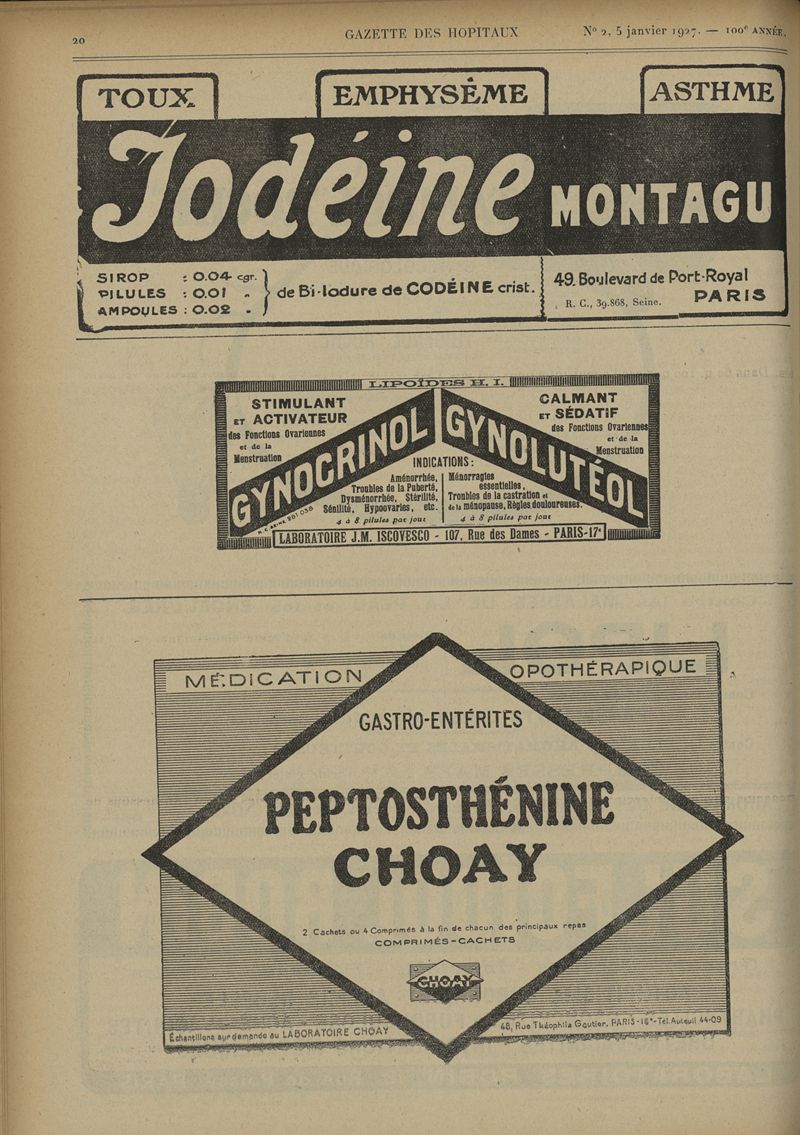 20
GAZETTE DES HOPITAUX
N° 2, 5 janvier 1927. — 100e ANNÉE.
TOUX
EMPHYSÊME
ASTHME
Iodéine MONTAGU
SIROP : 0.04 cgr.
PILULES : 0.01 „
AMPOULES : 0.02 „
de Bi-Iodure de CODÉINE crist.
49, Boulevard de Port-Royal
R. C., 39.868, Seine. PARIS
LIPOÏDES H. I.
STIMULANT
ET ACTIVATEUR
des Fonctions Ovariennes
et de la
Menstruation
GYNOCRINOL
CALMANT
ET SÉDATIF
des Fonctions Ovariennes
et de la
Menstruation
GYNOLUTÉOL
INDICATIONS:
Aménorrhée,
Troubles de la Puberté,
Dysménorrhée, Stérilité,
Sénilité, Hypoovaries, etc.
4 à 8 pilules par jour
Ménorragies
essentielles,
Troubles de la castration et
de la ménopause, Règles douloureuses.
4 à 8 pilules par jour
LABORATOIRE J.M. ISCOVESCO - 107, Rue des Dames - PARIS-17e
MÉDICATION
OPOTHÉRAPIQUE
GASTRO-ENTÉRITES
PEPTOSTHÉNINE
CHOAY
2 Cachets ou 4 Comprimés à la fin de chacun des principaux repas
COMPRIMÉS-CACHETS
CHOAY
Échantillons sur demande au LABORATOIRE CHOAY
48, Rue Théophile Gautier, PARIS-16e-Tél. Auteuil 44-09